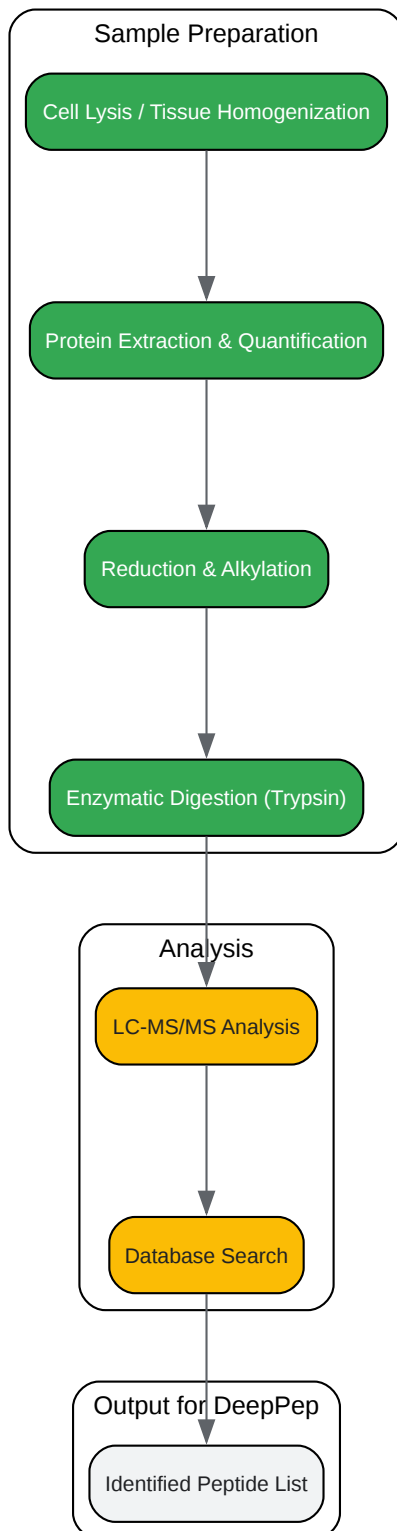 Sample Preparation
Cell Lysis / Tissue Homogenization
Protein Extraction & Quantification
Reduction & Alkylation
Enzymatic Digestion (Trypsin)
Analysis
LC-MS/MS Analysis
Database Search
Output for DeepPep
Identified Peptide List